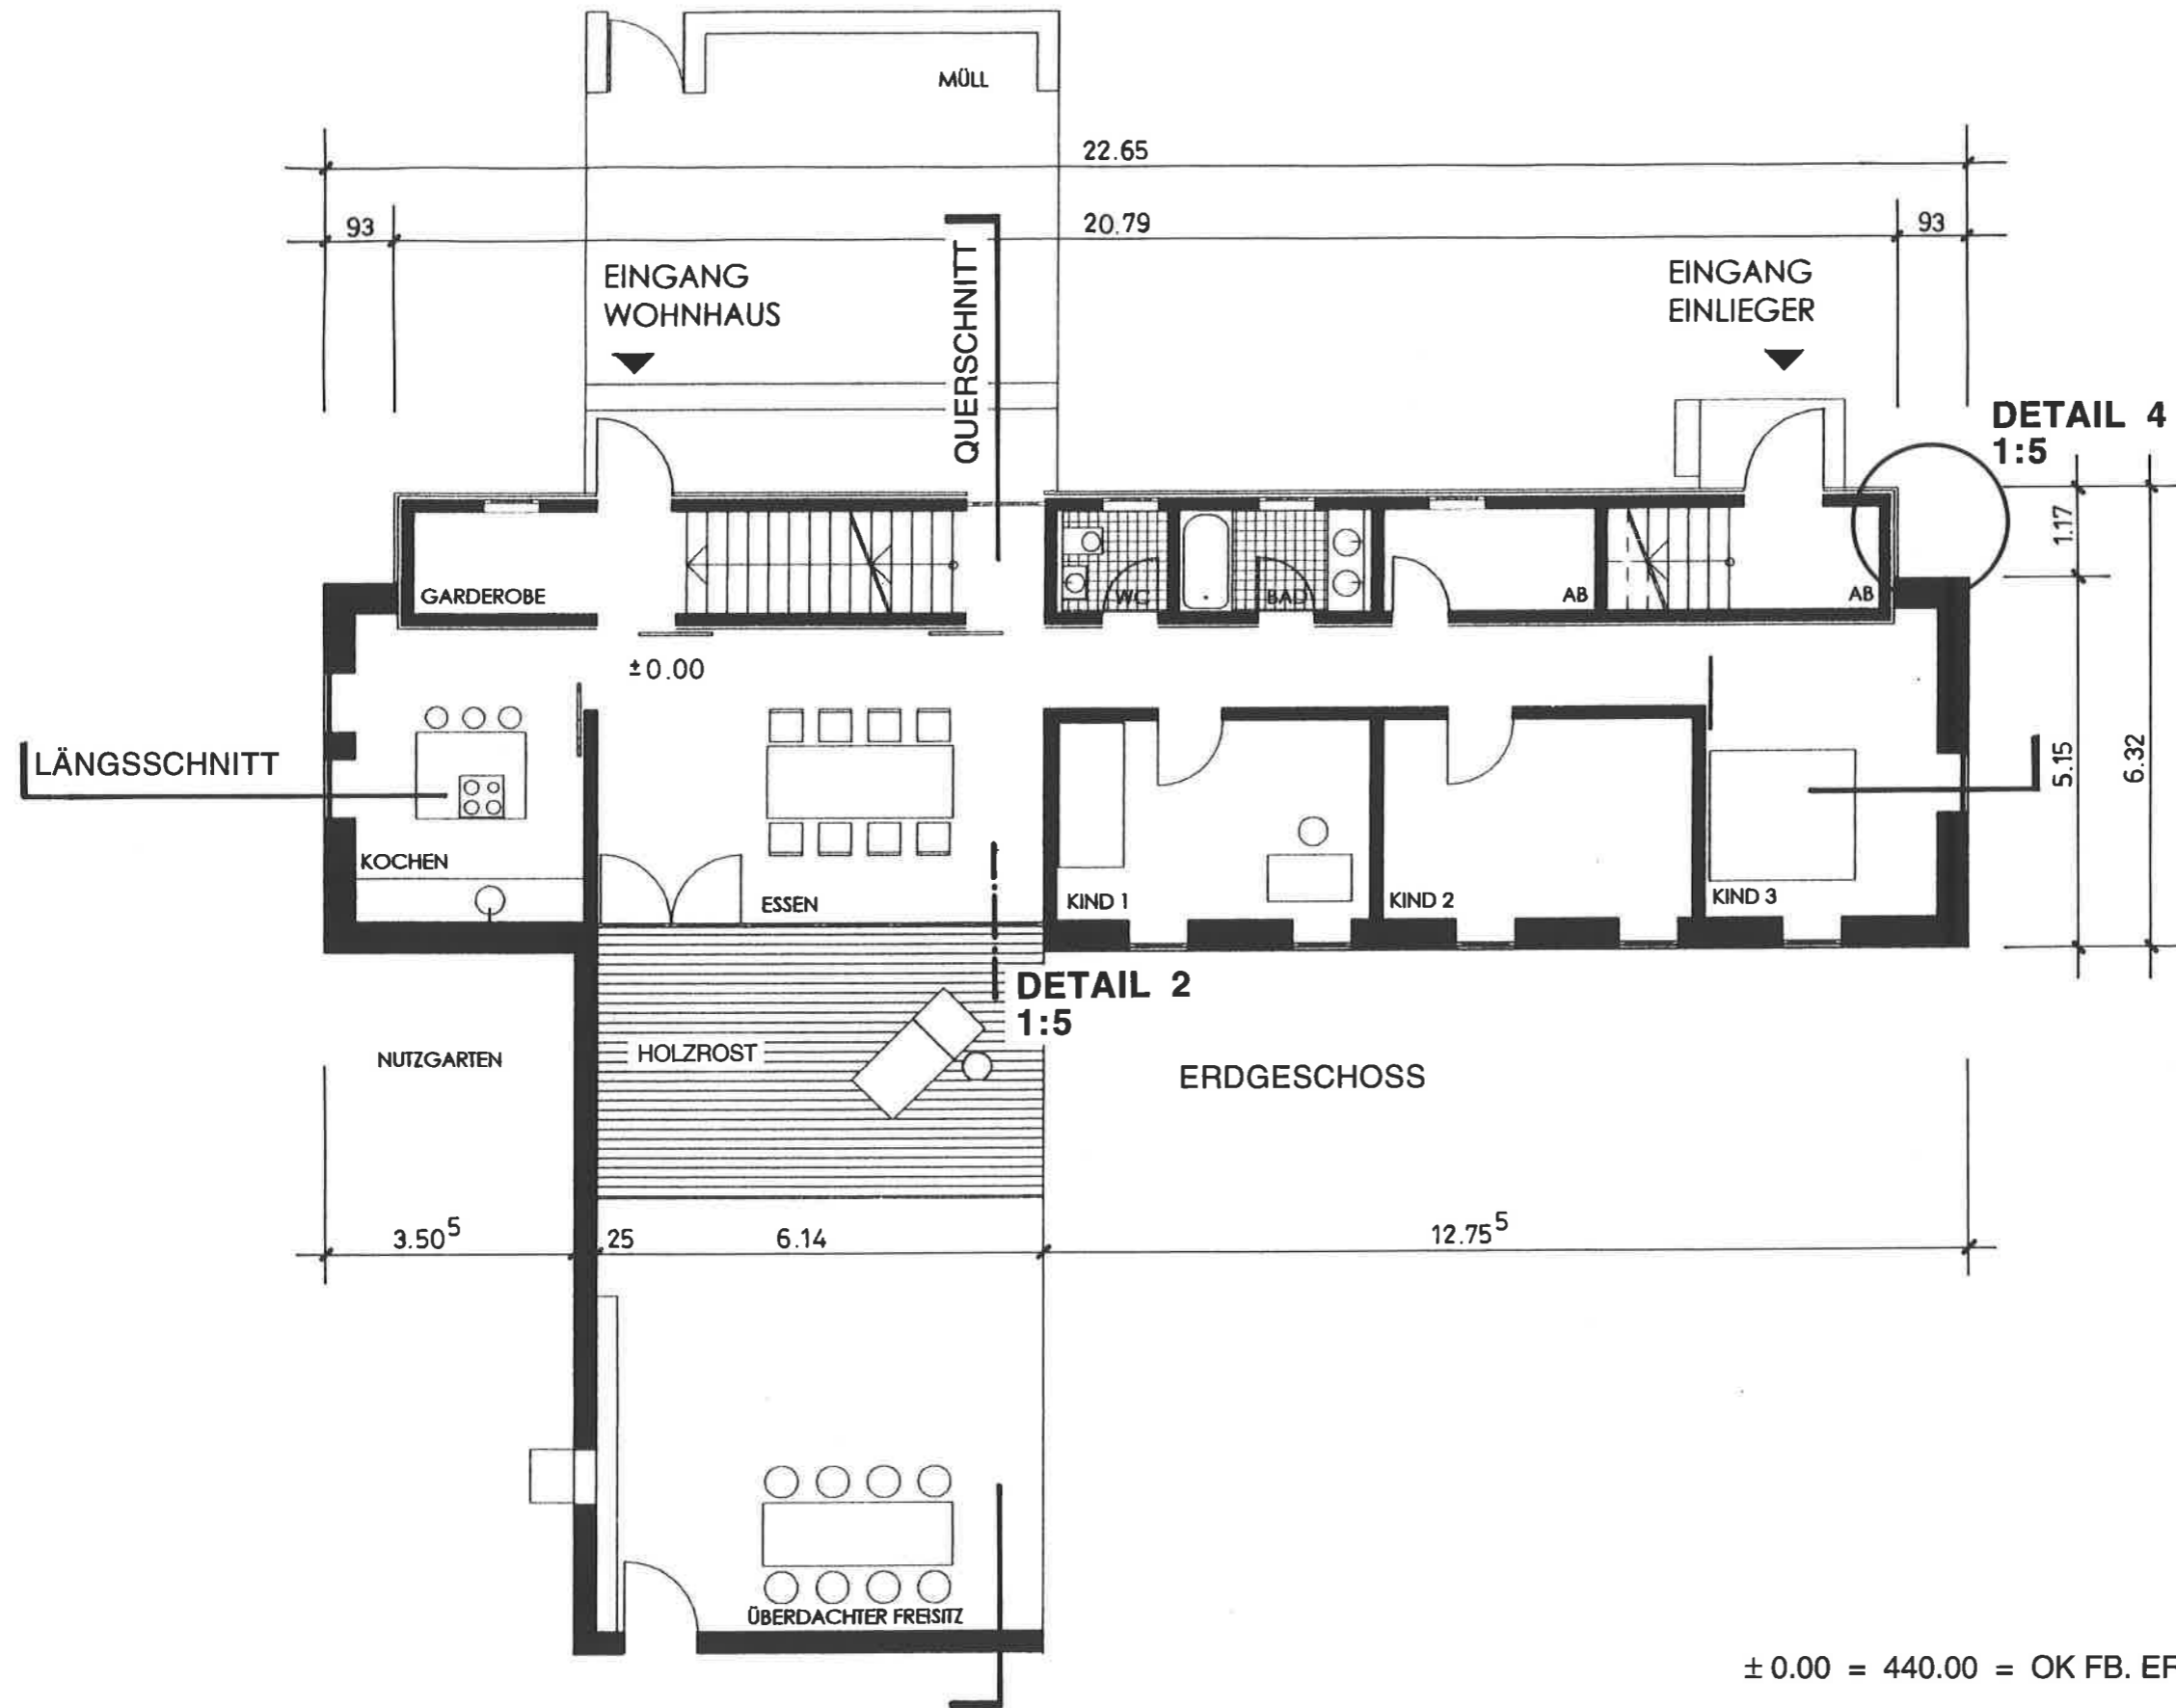 MÜLL
22.65
93
20.79
93
EINGANG
WOHNHAUS
QUERSCHNITT
EINGANG
EINLIEGER
DETAIL 4
1:5
1.17
GARDEROBE
WC
BAD
AB
AB
±0.00
LÄNGSSCHNITT
5.15
6.32
KOCHEN
ESSEN
KIND 1
KIND 2
KIND 3
DETAIL 2
1:5
NUTZGARTEN
HOLZROST
ERDGESCHOSS
3.50⁵
25
6.14
12.75⁵
ÜBERDACHTER FREISITZ
± 0.00 = 440.00 = OK FB.